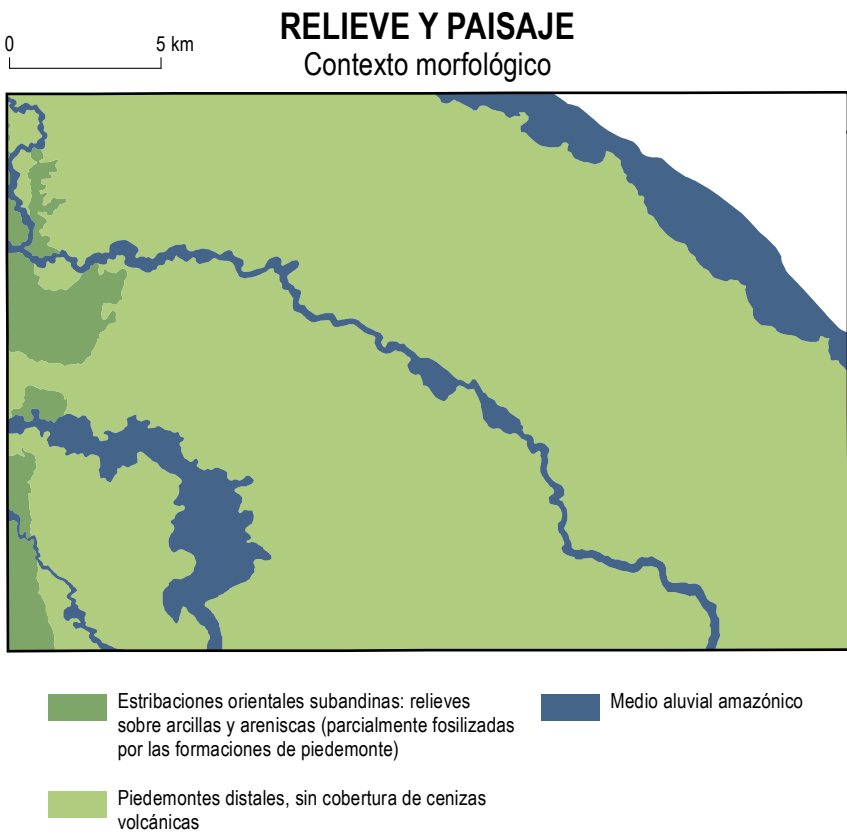 RELIEVE Y PAISAJE
Contexto morfológico
0 5 km
Estribaciones orientales subandinas: relieves
sobre arcillas y areniscas (parcialmente fosilizadas
por las formaciones de piedemonte)
Piedemontes distales, sin cobertura de cenizas
volcánicas
Medio aluvial amazónico